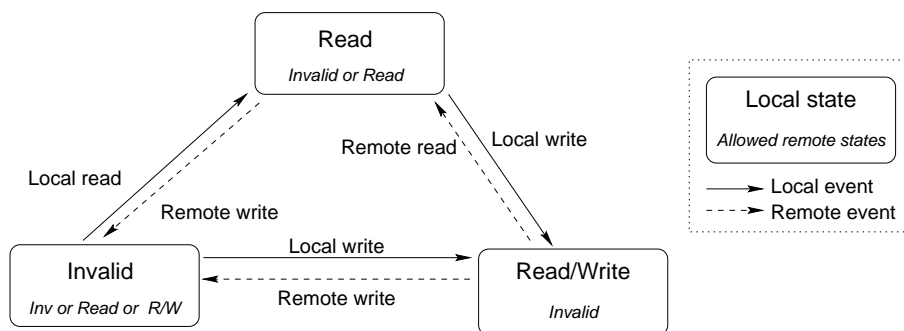 Read
Invalid or Read
Local state
Allowed remote states
Local event
Remote event
Local write
Remote read
Local read
Remote write
Local write
Invalid
Inv or Read or R/W
Remote write
Read/Write
Invalid